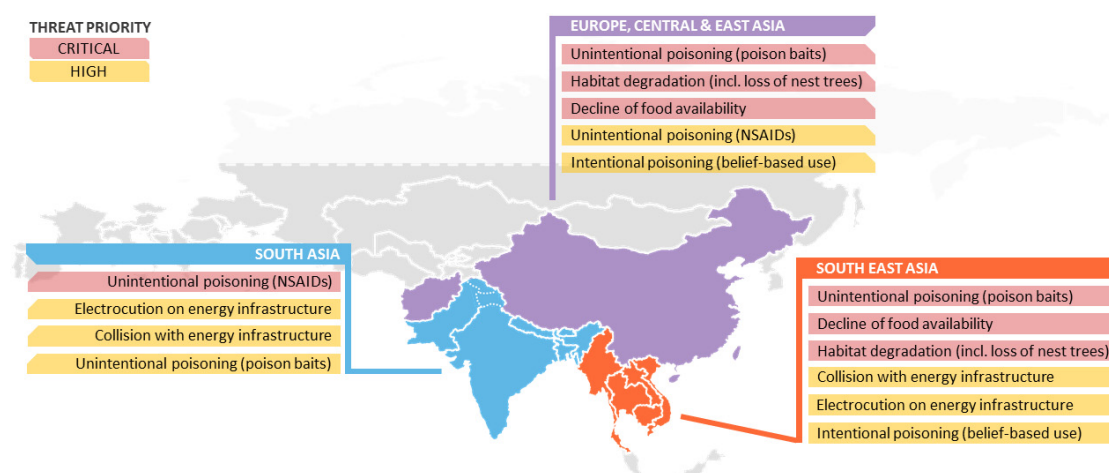 THREAT PRIORITY
CRITICAL
HIGH
EUROPE, CENTRAL & EAST ASIA
Unintentional poisoning (poison baits)
Habitat degradation (incl. loss of nest trees)
Decline of food availability
Unintentional poisoning (NSAIDs)
Intentional poisoning (belief-based use)
SOUTH ASIA
Unintentional poisoning (NSAIDs)
Electrocution on energy infrastructure
Collision with energy infrastructure
Unintentional poisoning (poison baits)
SOUTH EAST ASIA
Unintentional poisoning (poison baits)
Decline of food availability
Habitat degradation (incl. loss of nest trees)
Collision with energy infrastructure
Electrocution on energy infrastructure
Intentional poisoning (belief-based use)